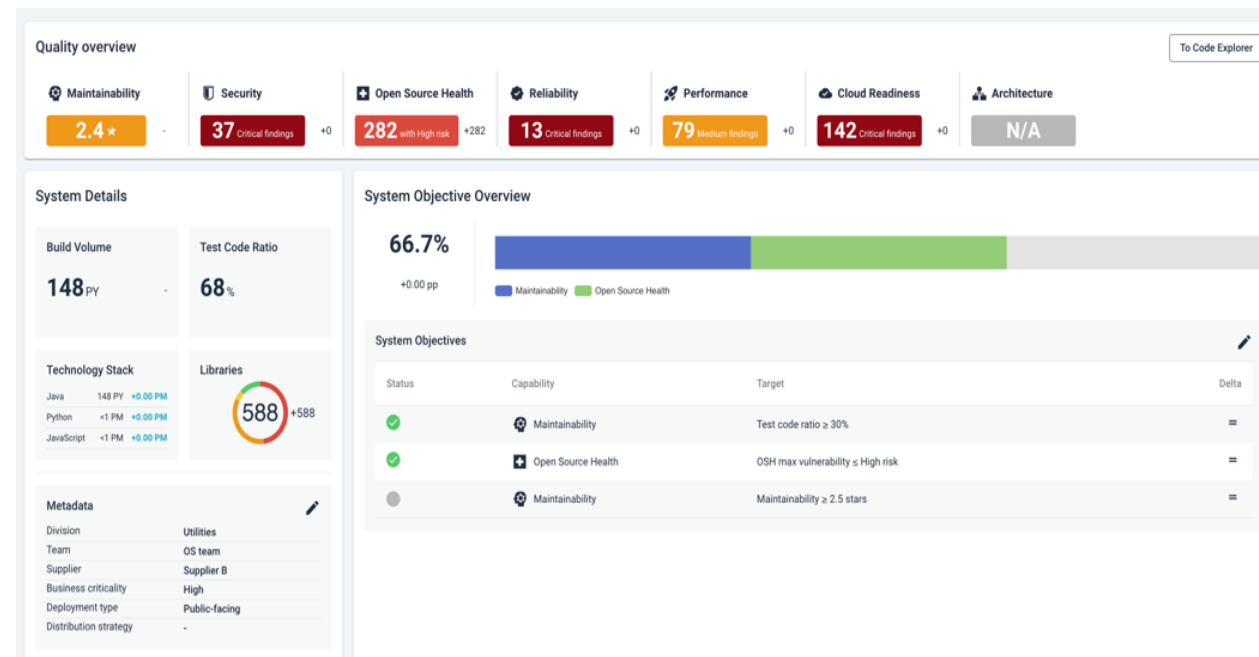 Quality overview
To Code Explorer
Maintainability
Security
Open Source Health
Reliability
Performance
Cloud Readiness
Architecture
2.4★ -
37 Critical findings +0
282 with High risk +282
13 Critical findings +0
79 Medium findings +0
142 Critical findings +0
N/A
System Details
Build Volume
148 PY -
Test Code Ratio
68 %
Technology Stack
Java 148 PY +0.00 PM
Python <1 PM +0.00 PM
JavaScript <1 PM +0.00 PM
Libraries
588 +588
Metadata
Division Utilities
Team OS team
Supplier Supplier B
Business criticality High
Deployment type Public-facing
Distribution strategy -
System Objective Overview
66.7%
+0.00 pp
Maintainability Open Source Health
System Objectives
Status Capability Target Delta
Maintainability Test code ratio ≥ 30% =
Open Source Health OSH max vulnerability ≤ High risk =
Maintainability Maintainability ≥ 2.5 stars =